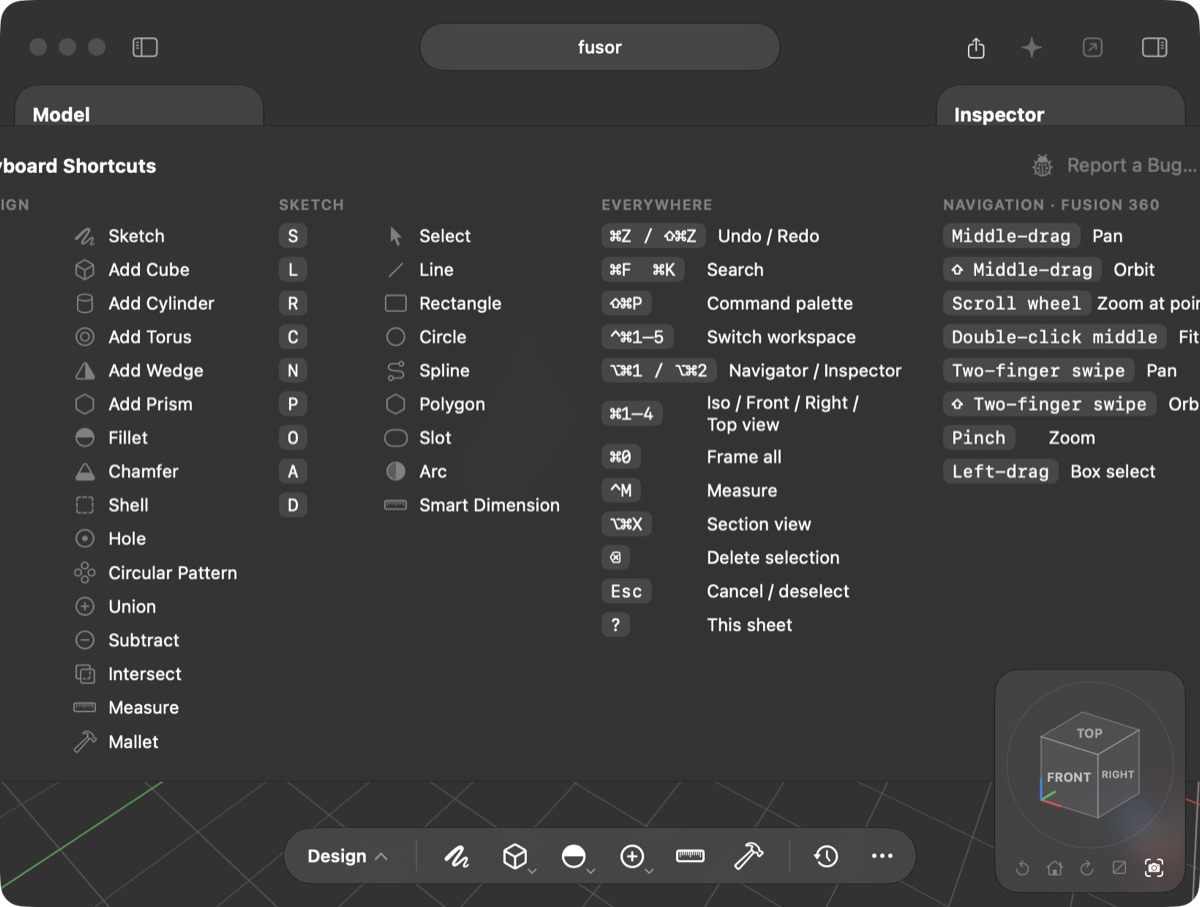 fusor
Model
Inspector
yboard Shortcuts
Report a Bug...
IGN
Sketch
Add Cube
Add Cylinder
Add Torus
Add Wedge
Add Prism
Fillet
Chamfer
Shell
Hole
Circular Pattern
Union
Subtract
Intersect
Measure
Mallet
SKETCH
S Select
L Line
R Rectangle
C Circle
N Spline
P Polygon
O Slot
A Arc
D Smart Dimension
EVERYWHERE
⌘Z / ⇧⌘Z Undo / Redo
⌘F ⌘K Search
⇧⌘P Command palette
^⌘1–5 Switch workspace
⌥⌘1 / ⌥⌘2 Navigator / Inspector
⌘1–4 Iso / Front / Right /
Top view
⌘0 Frame all
^M Measure
⌥⌘X Section view
⌫ Delete selection
Esc Cancel / deselect
? This sheet
NAVIGATION · FUSION 360
Middle-drag Pan
⇧ Middle-drag Orbit
Scroll wheel Zoom at poi
Double-click middle Fit
Two-finger swipe Pan
⇧ Two-finger swipe Orb
Pinch Zoom
Left-drag Box select
TOP
FRONT
RIGHT
Design